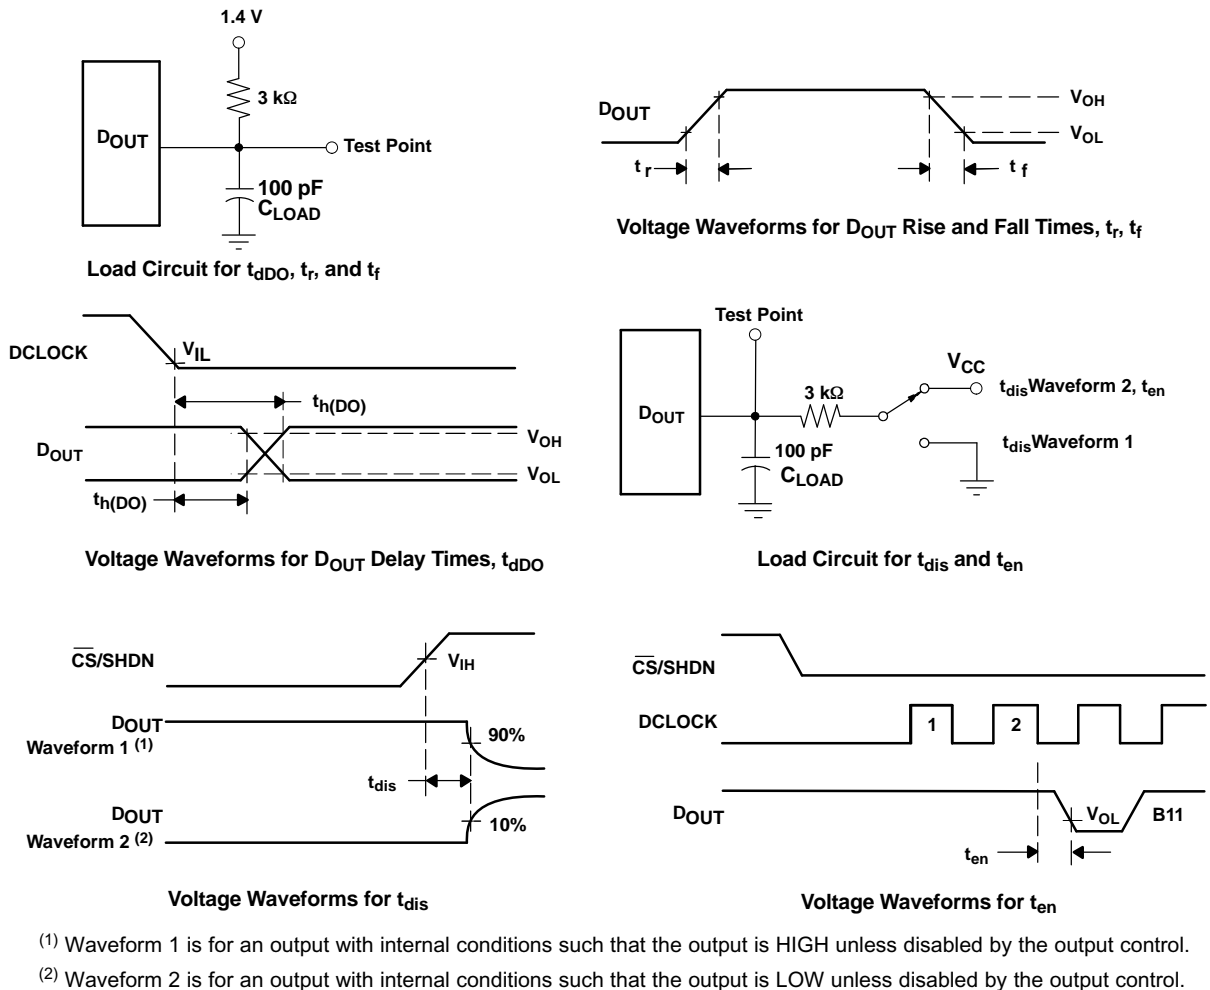 1.4 V
3 kΩ
DOUT
Test Point
100 pF
CLOAD
Load Circuit for tdDO, tr, and tf
DOUT
VOH
VOL
tr
tf
Voltage Waveforms for DOUT Rise and Fall Times, tr, tf
DCLOCK
VIL
th(DO)
DOUT
VOH
VOL
th(DO)
Voltage Waveforms for DOUT Delay Times, tdDO
Test Point
DOUT
3 kΩ
VCC
tdisWaveform 2, ten
tdisWaveform 1
100 pF
CLOAD
Load Circuit for tdis and ten
CS/SHDN
VIH
DOUT
Waveform 1 (1)
90%
tdis
DOUT
Waveform 2 (2)
10%
Voltage Waveforms for tdis
CS/SHDN
DCLOCK
1
2
DOUT
VOL
B11
ten
Voltage Waveforms for ten
(1) Waveform 1 is for an output with internal conditions such that the output is HIGH unless disabled by the output control.
(2) Waveform 2 is for an output with internal conditions such that the output is LOW unless disabled by the output control.